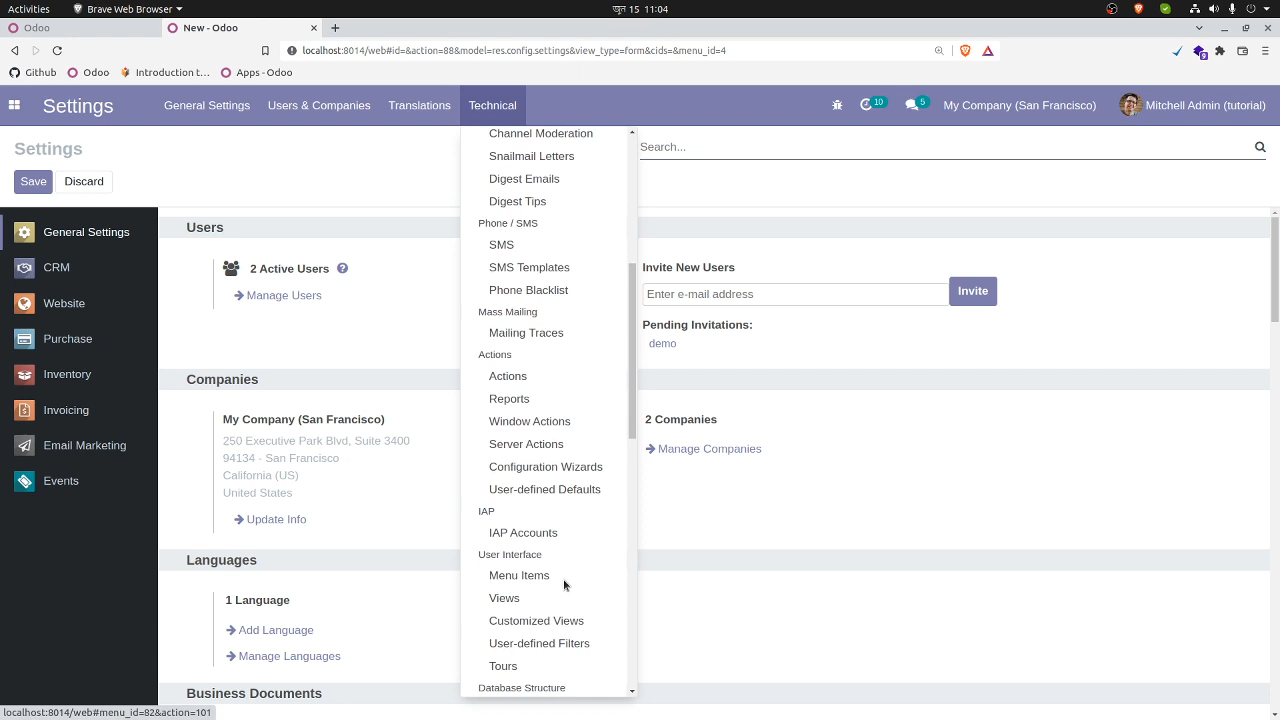 Activities
Brave Web Browser
जून 15 11:04
Odoo
New - Odoo
localhost:8014/web#id=&action=88&model=res.config.settings&view_type=form&cids=&menu_id=4
Github
Odoo
Introduction t...
Apps - Odoo
9
Settings
General Settings
Users & Companies
Translations
Technical
10
5
My Company (San Francisco)
Mitchell Admin (tutorial)
Settings
Search...
Save
Discard
General Settings
CRM
Website
Purchase
Inventory
Invoicing
Email Marketing
Events
Channel Moderation
Snailmail Letters
Digest Emails
Digest Tips
Phone / SMS
SMS
SMS Templates
Phone Blacklist
Mass Mailing
Mailing Traces
Actions
Actions
Reports
Window Actions
Server Actions
Configuration Wizards
User-defined Defaults
IAP
IAP Accounts
User Interface
Menu Items
Views
Customized Views
User-defined Filters
Tours
Database Structure
Users
2 Active Users
Manage Users
Invite New Users
Enter e-mail address
Invite
Pending Invitations:
demo
Companies
My Company (San Francisco)
250 Executive Park Blvd, Suite 3400
94134 - San Francisco
California (US)
United States
Update Info
2 Companies
Manage Companies
Languages
1 Language
Add Language
Manage Languages
Business Documents
localhost:8014/web#menu_id=82&action=101